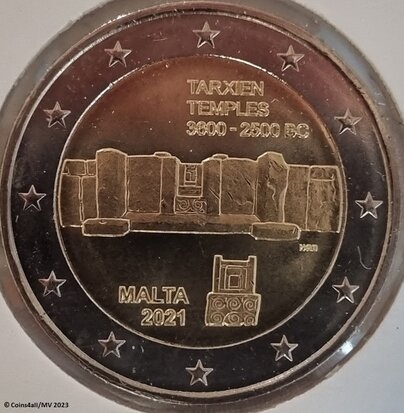 TARXIEN
TEMPLES
3600 - 2500 BC
MALTA
2021
© Coins4all/MV 2023